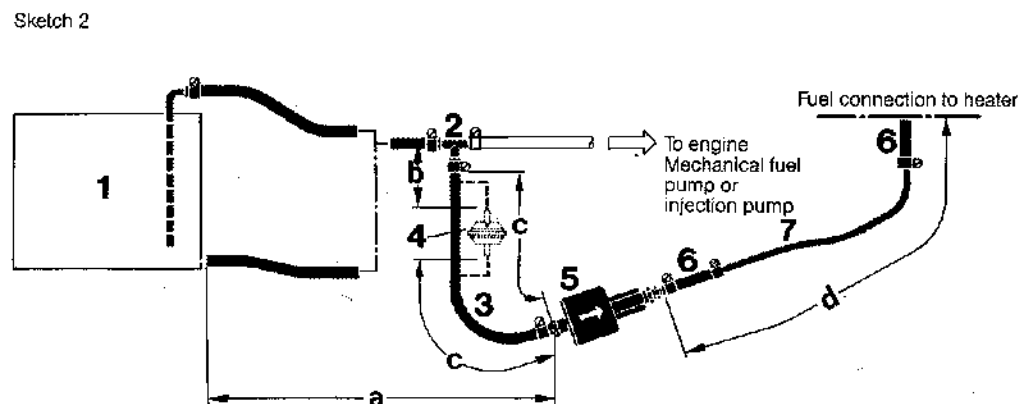 Sketch 2
Fuel connection to heater
1
2
6
To engine
Mechanical fuel
pump or
injection pump
b
c
4
7
5
6
3
d
c
a